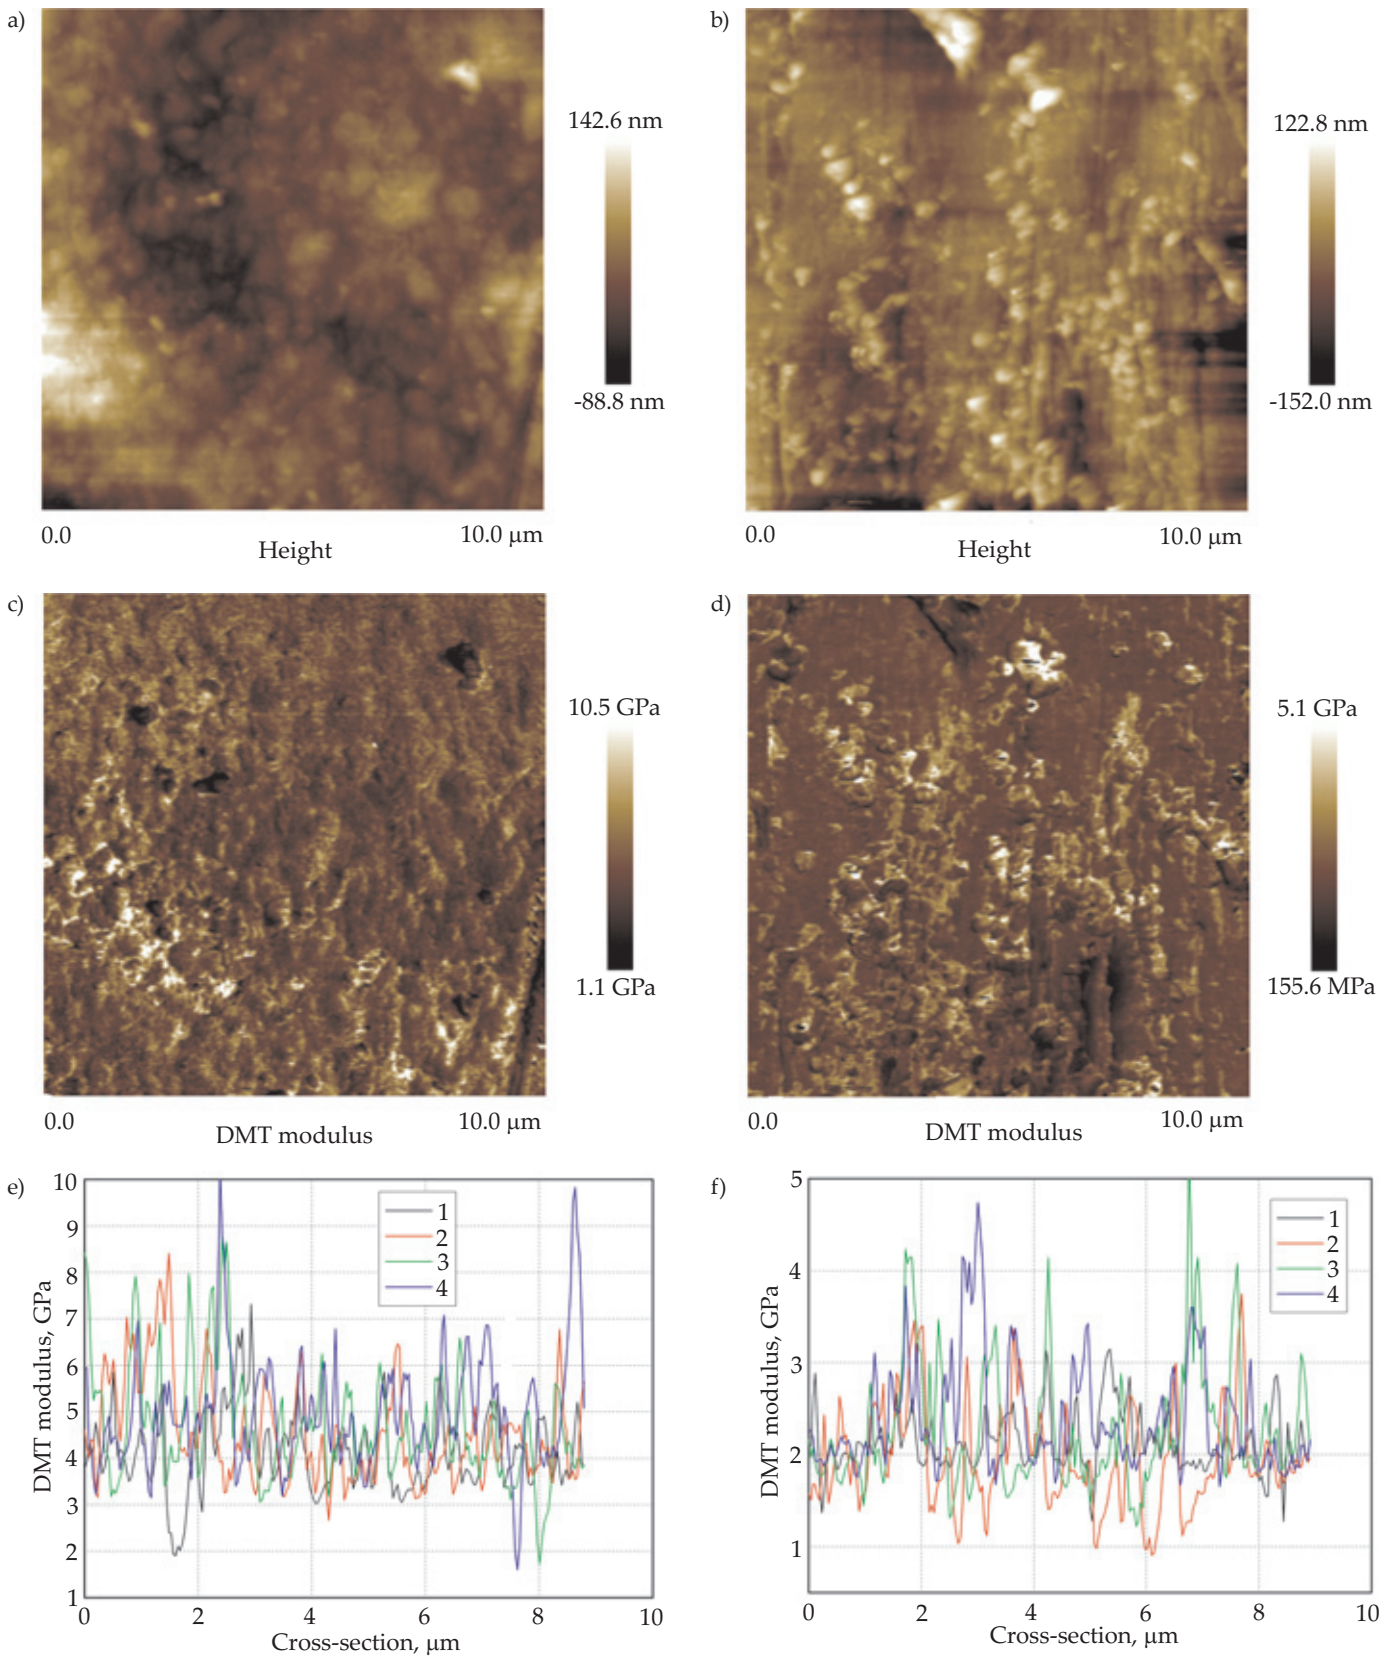 a)
142.6 nm
-88.8 nm
0.0
10.0 µm
Height
b)
122.8 nm
-152.0 nm
0.0
10.0 µm
Height
c)
10.5 GPa
1.1 GPa
0.0
10.0 µm
DMT modulus
d)
5.1 GPa
155.6 MPa
0.0
10.0 µm
DMT modulus
e)
DMT modulus, GPa
10
9
8
7
6
5
4
3
2
1
1
2
3
4
0 2 4 6 8 10
Cross-section, µm
f)
DMT modulus, GPa
5
4
3
2
1
1
2
3
4
0 2 4 6 8 10
Cross-section, µm